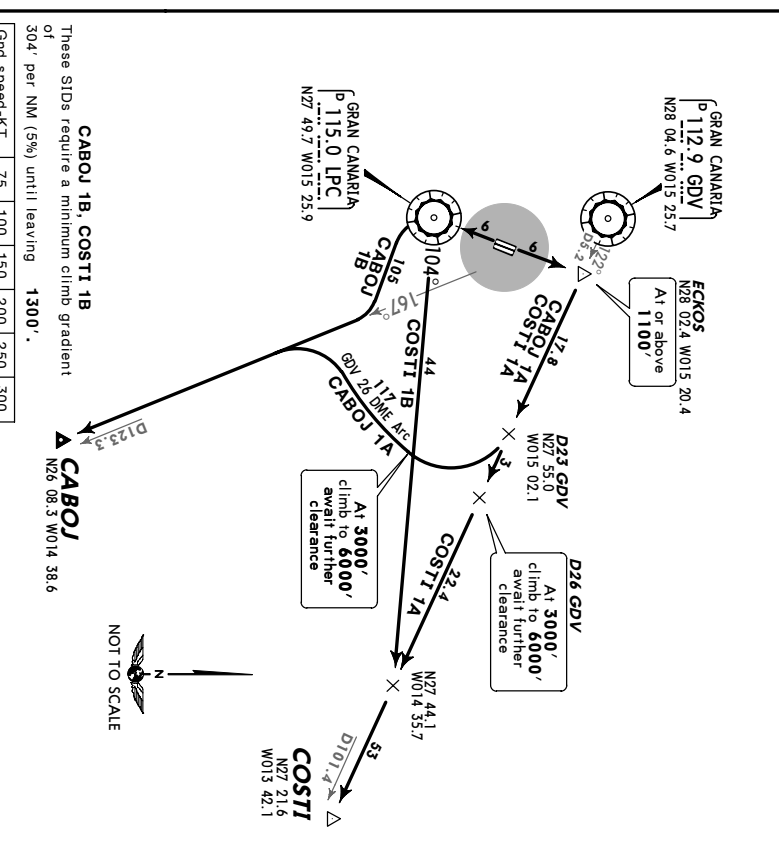 GRAN CANARIA
D 112.9 GDV
N28 04.6 W015 25.7
122°
D5.2
ECKOS
N28 02.4 W015 20.4
At or above
1100'
6
6
GRAN CANARIA
D 115.0 LPC
N27 49.7 W015 25.9
17.8
CABOJ 1A
COSTI 1A
D23 GDV
N27 55.0
W015 02.1
3
D26 GDV
At 3000'
climb to 6000'
await further
clearance
22.4
COSTI 1A
104°
44
COSTI 1B
105
CABOJ
1B
167°
117
GDV 26 DME Arc
CABOJ 1A
At 3000'
climb to 6000'
await further
clearance
N27 44.1
W014 35.7
53
D101.4
COSTI
N27 21.6
W013 42.1
D123.3
CABOJ
N26 08.3 W014 38.6
N
NOT TO SCALE
CABOJ 1B, COSTI 1B
These SIDs require a minimum climb gradient
of
304' per NM (5%) until leaving 1300'.
Gnd speed-KT 75 100 150 200 250 300